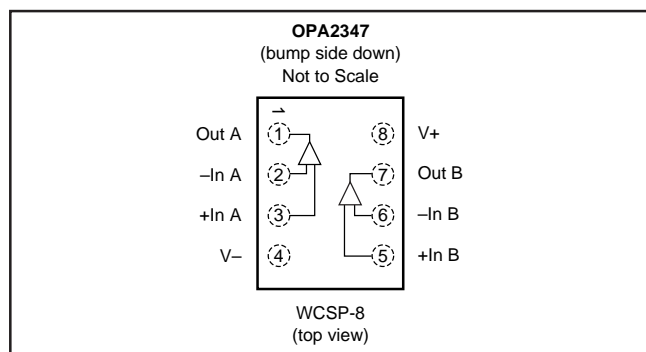 OPA2347
(bump side down)
Not to Scale
1
Out A 1 8 V+
–In A 2 7 Out B
+In A 3 6 –In B
V– 4 5 +In B
WCSP-8
(top view)